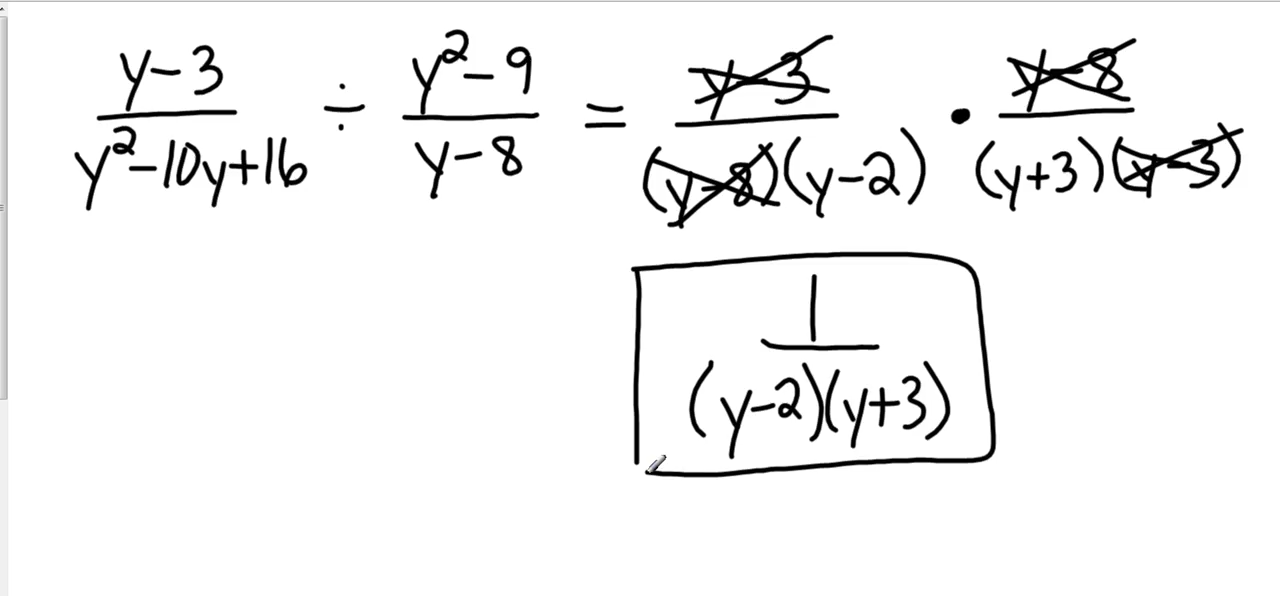 y-3 / y²-10y+16 ÷ y²-9 / y-8 = y-3 / (y-8)(y-2) • y-8 / (y+3)(y-3)
1 / (y-2)(y+3)